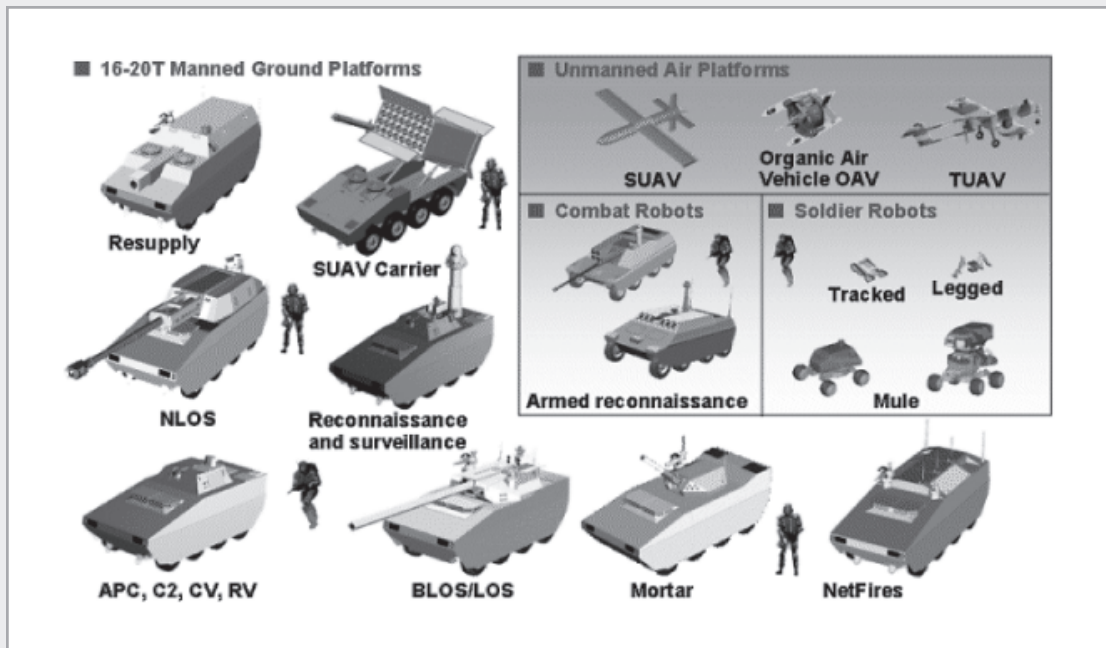 16-20T Manned Ground Platforms
Resupply
SUAV Carrier
NLOS
Reconnaissance
and surveillance
APC, C2, CV, RV
BLOS/LOS
Mortar
NetFires
Unmanned Air Platforms
SUAV
Organic Air
Vehicle OAV
TUAV
Combat Robots
Armed reconnaissance
Soldier Robots
Tracked
Legged
Mule